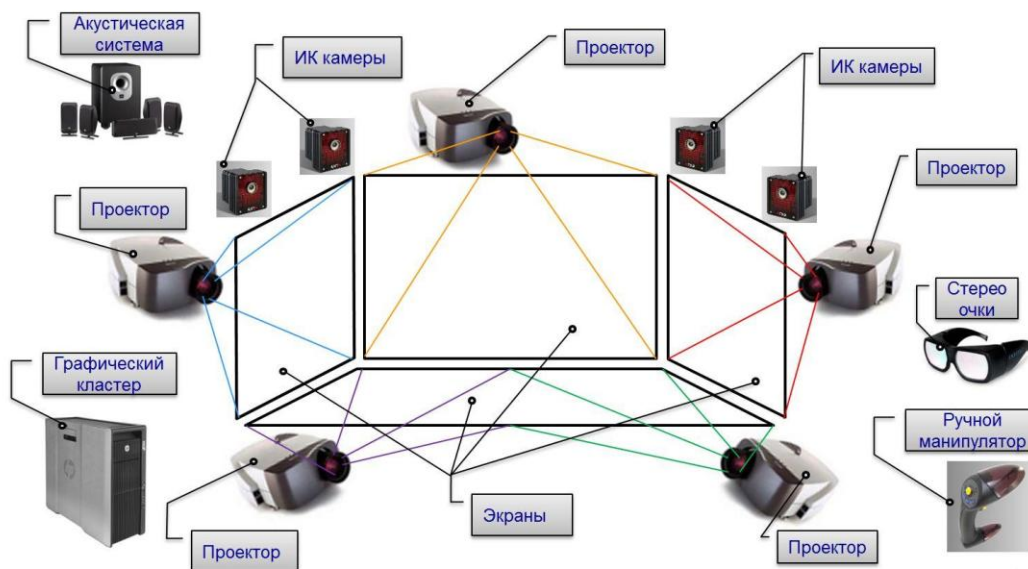 Акустическая
система
ИК камеры
Проектор
ИК камеры
Проектор
Проектор
Стерео
очки
Графический
кластер
Ручной
манипулятор
Экраны
Проектор
Проектор